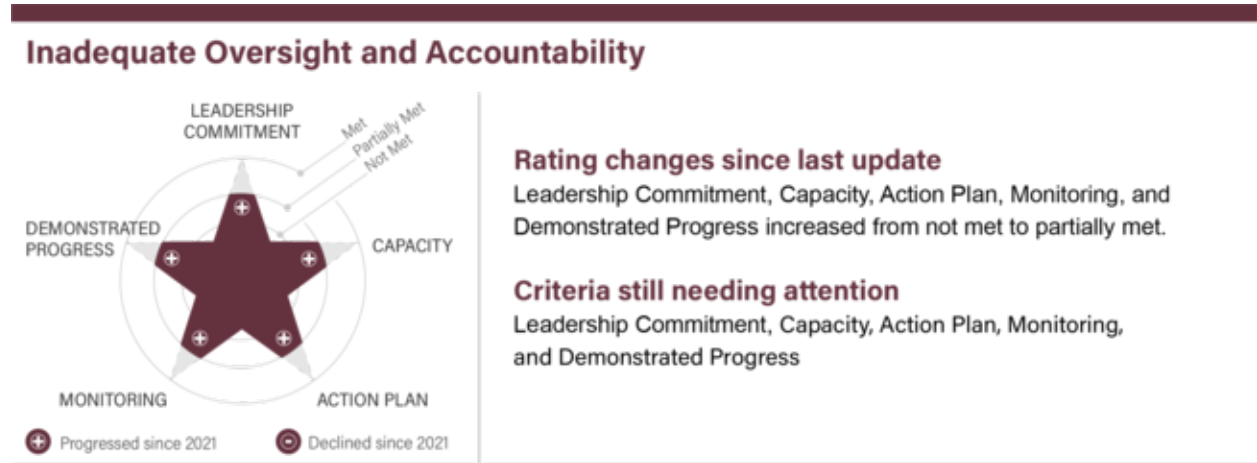 Inadequate Oversight and Accountability
LEADERSHIP
COMMITMENT
Met
Partially Met
Not Met
DEMONSTRATED
PROGRESS
CAPACITY
MONITORING
ACTION PLAN
Progressed since 2021
Declined since 2021
Rating changes since last update
Leadership Commitment, Capacity, Action Plan, Monitoring, and
Demonstrated Progress increased from not met to partially met.
Criteria still needing attention
Leadership Commitment, Capacity, Action Plan, Monitoring,
and Demonstrated Progress